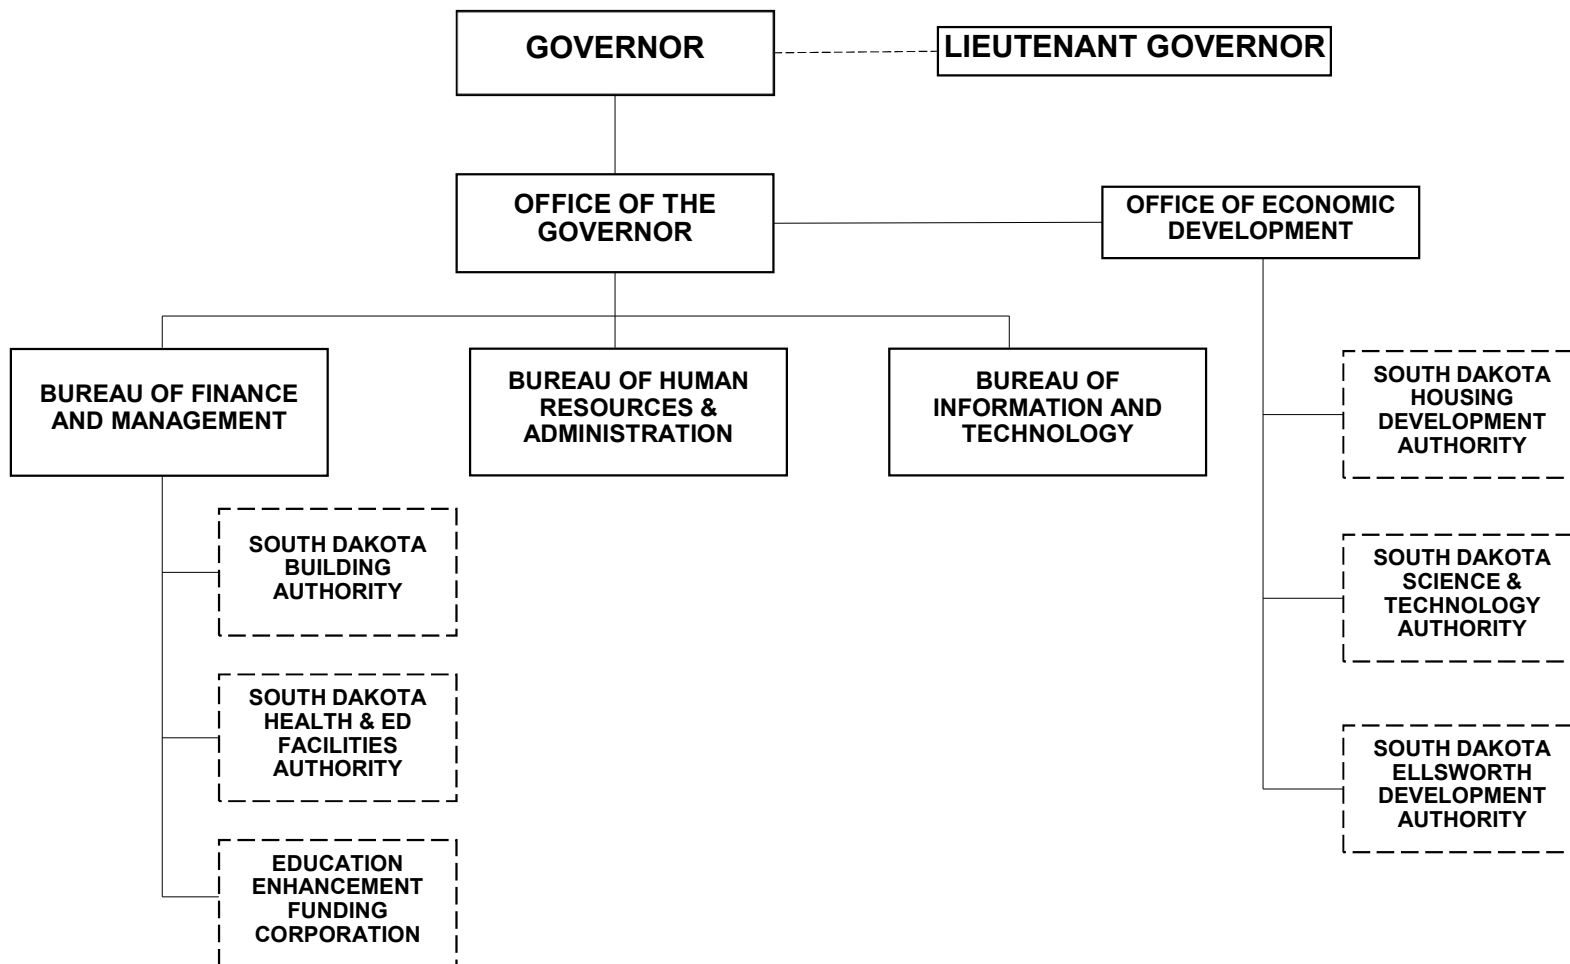 GOVERNOR
LIEUTENANT GOVERNOR
OFFICE OF THE
GOVERNOR
OFFICE OF ECONOMIC
DEVELOPMENT
BUREAU OF FINANCE
AND MANAGEMENT
BUREAU OF HUMAN
RESOURCES &
ADMINISTRATION
BUREAU OF
INFORMATION AND
TECHNOLOGY
SOUTH DAKOTA
HOUSING
DEVELOPMENT
AUTHORITY
SOUTH DAKOTA
BUILDING
AUTHORITY
SOUTH DAKOTA
SCIENCE &
TECHNOLOGY
AUTHORITY
SOUTH DAKOTA
HEALTH & ED
FACILITIES
AUTHORITY
SOUTH DAKOTA
ELLSWORTH
DEVELOPMENT
AUTHORITY
EDUCATION
ENHANCEMENT
FUNDING
CORPORATION